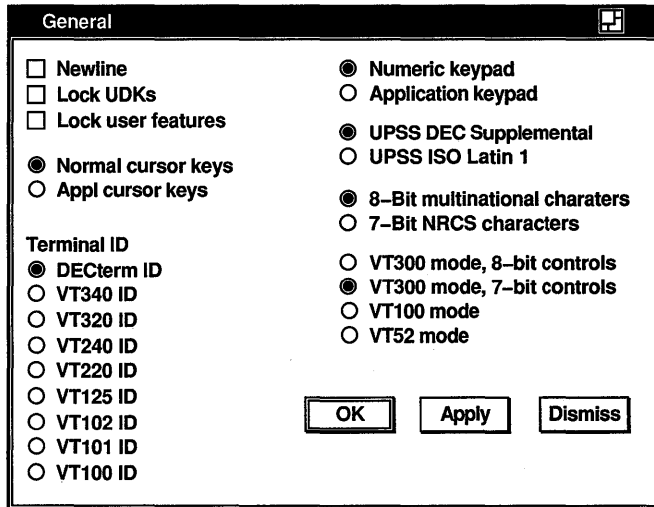 General
Newline
Lock UDKs
Lock user features
Normal cursor keys
Appl cursor keys
Terminal ID
DECterm ID
VT340 ID
VT320 ID
VT240 ID
VT220 ID
VT125 ID
VT102 ID
VT101 ID
VT100 ID
Numeric keypad
Application keypad
UPSS DEC Supplemental
UPSS ISO Latin 1
8–Bit multinational charaters
7–Bit NRCS characters
VT300 mode, 8–bit controls
VT300 mode, 7–bit controls
VT100 mode
VT52 mode
OK
Apply
Dismiss